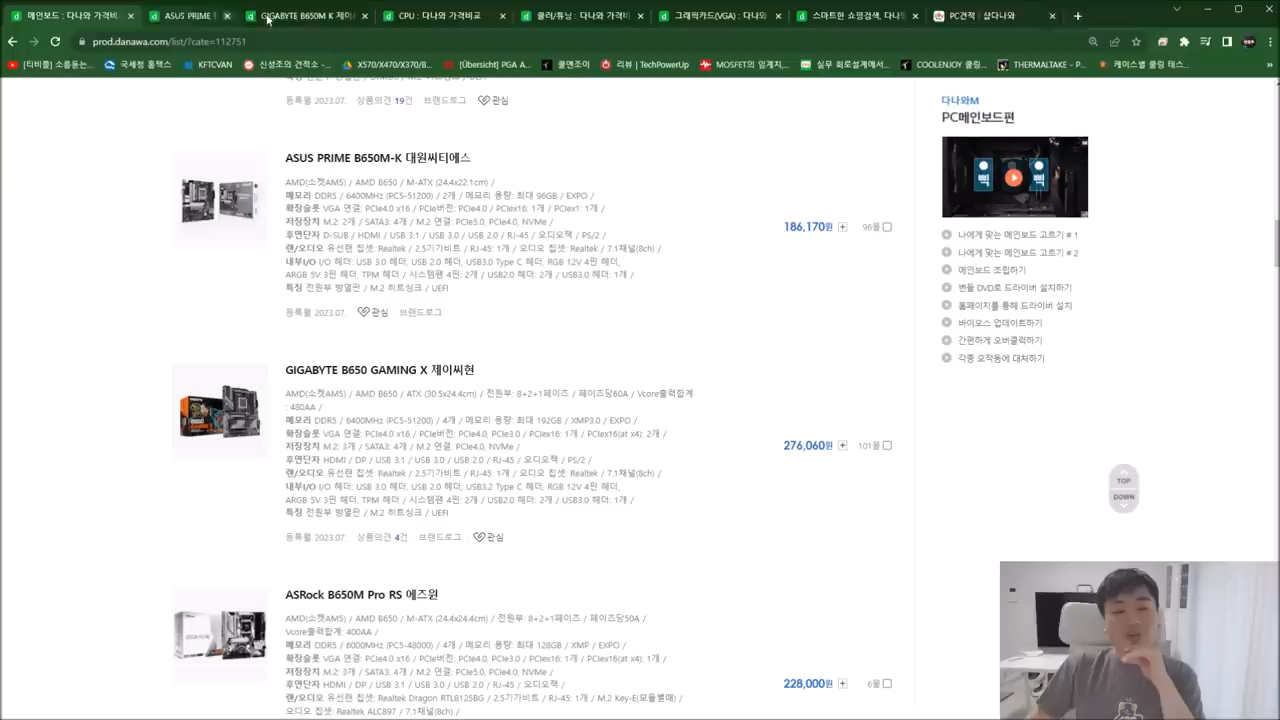 메인보드 : 다나와 가격비
ASUS PRIME
GIGABYTE B650M K 제이
CPU : 다나와 가격비교
쿨러/튜닝 : 다나와 가격비
그래픽카드(VGA) : 다나와
스마트한 쇼핑검색, 다나와
PC견적 | 샵다나와
prod.danawa.com/list/?cate=112751
[티비플] 소름돋는...
국세청 홈택스
KFTCVAN
신성조의 견적소 -...
X570/X470/X370/B...
[Übersicht] PGA A...
쿨엔조이
리뷰 | TechPowerUp
MOSFET의 임계지,...
실무 회로설계에서...
COOLENJOY 쿨링...
THERMALTAKE - P...
케이스별 쿨링 테스...
등록월 2023.07. 상품의견 19건 브랜드로그 관심
ASUS PRIME B650M-K 대원씨티에스
AMD(소켓AM5) / AMD B650 / M-ATX (24.4x22.1cm) /
메모리 DDR5 / 6400MHz (PC5-51200) / 2개 / 메모리 용량: 최대 96GB / EXPO /
확장슬롯 VGA 연결: PCIe4.0 x16 / PCIe버전: PCIe4.0 / PCIex16: 1개 / PCIex1: 1개 /
저장장치 M.2: 2개 / SATA3: 4개 / M.2 연결: PCIe5.0, PCIe4.0, NVMe /
후면단자 D-SUB / HDMI / USB 3.1 / USB 3.0 / USB 2.0 / RJ-45 / 오디오잭 / PS/2 /
랜/오디오 유선랜 칩셋: Realtek / 2.5기가비트 / RJ-45: 1개 / 오디오 칩셋: Realtek / 7.1채널(8ch) /
내부I/O I/O 헤더: USB 3.0 헤더, USB 2.0 헤더, USB3.0 Type C 헤더, RGB 12V 4핀 헤더,
ARGB 5V 3핀 헤더, TPM 헤더 / 시스템팬 4핀: 2개 / USB2.0 헤더: 2개 / USB3.0 헤더: 1개 /
특징 전원부 방열판 / M.2 히트싱크 / UEFI
186,170원
96몰
등록월 2023.07. 관심 브랜드로그
GIGABYTE B650 GAMING X 제이씨현
AMD(소켓AM5) / AMD B650 / ATX (30.5x24.4cm) / 전원부: 8+2+1페이즈 / 페이즈당60A / Vcore출력합계
: 480AA /
메모리 DDR5 / 6400MHz (PC5-51200) / 4개 / 메모리 용량: 최대 192GB / XMP3.0 / EXPO /
확장슬롯 VGA 연결: PCIe4.0 x16 / PCIe버전: PCIe4.0, PCIe3.0 / PCIex16: 1개 / PCIex16(at x4): 2개 /
저장장치 M.2: 3개 / SATA3: 4개 / M.2 연결: PCIe4.0, NVMe /
후면단자 HDMI / DP / USB 3.1 / USB 3.0 / USB 2.0 / RJ-45 / 오디오잭 / PS/2 /
랜/오디오 유선랜 칩셋: Realtek / 2.5기가비트 / RJ-45: 1개 / 오디오 칩셋: Realtek / 7.1채널(8ch) /
내부I/O I/O 헤더: USB 3.0 헤더, USB 2.0 헤더, USB3.2 Type C 헤더, RGB 12V 4핀 헤더,
ARGB 5V 3핀 헤더, TPM 헤더 / 시스템팬 4핀: 2개 / USB2.0 헤더: 2개 / USB3.0 헤더: 1개 /
특징 전원부 방열판 / M.2 히트싱크 / UEFI
276,060원
101몰
등록월 2023.07. 상품의견 4건 브랜드로그 관심
ASRock B650M Pro RS 에즈윈
AMD(소켓AM5) / AMD B650 / M-ATX (24.4x24.4cm) / 전원부: 8+2+1페이즈 / 페이즈당50A /
Vcore출력합계: 400AA /
메모리 DDR5 / 8000MHz (PC5-48000) / 4개 / 메모리 용량: 최대 128GB / XMP / EXPO /
확장슬롯 VGA 연결: PCIe4.0 x16 / PCIe버전: PCIe4.0, PCIe3.0 / PCIex16: 1개 / PCIex16(at x4): 1개 /
저장장치 M.2: 3개 / SATA3: 4개 / M.2 연결: PCIe5.0, PCIe4.0, NVMe /
후면단자 HDMI / DP / USB 3.1 / USB 3.0 / USB 2.0 / RJ-45 / 오디오잭 /
랜/오디오 유선랜 칩셋: Realtek Dragon RTL8125BG / 2.5기가비트 / RJ-45: 1개 / M.2 Key-E(모듈별매) /
오디오 칩셋: Realtek ALC897 / 7.1채널(8ch) /
228,000원
6몰
다나와M
PC메인보드편
나에게 맞는 메인보드 고르기 # 1
나에게 맞는 메인보드 고르기 # 2
메인보드 조립하기
번들 DVD로 드라이버 설치하기
홈페이지를 통해 드라이버 설치
바이오스 업데이트하기
간편하게 오버클럭하기
각종 오작동에 대처하기
TOP
DOWN